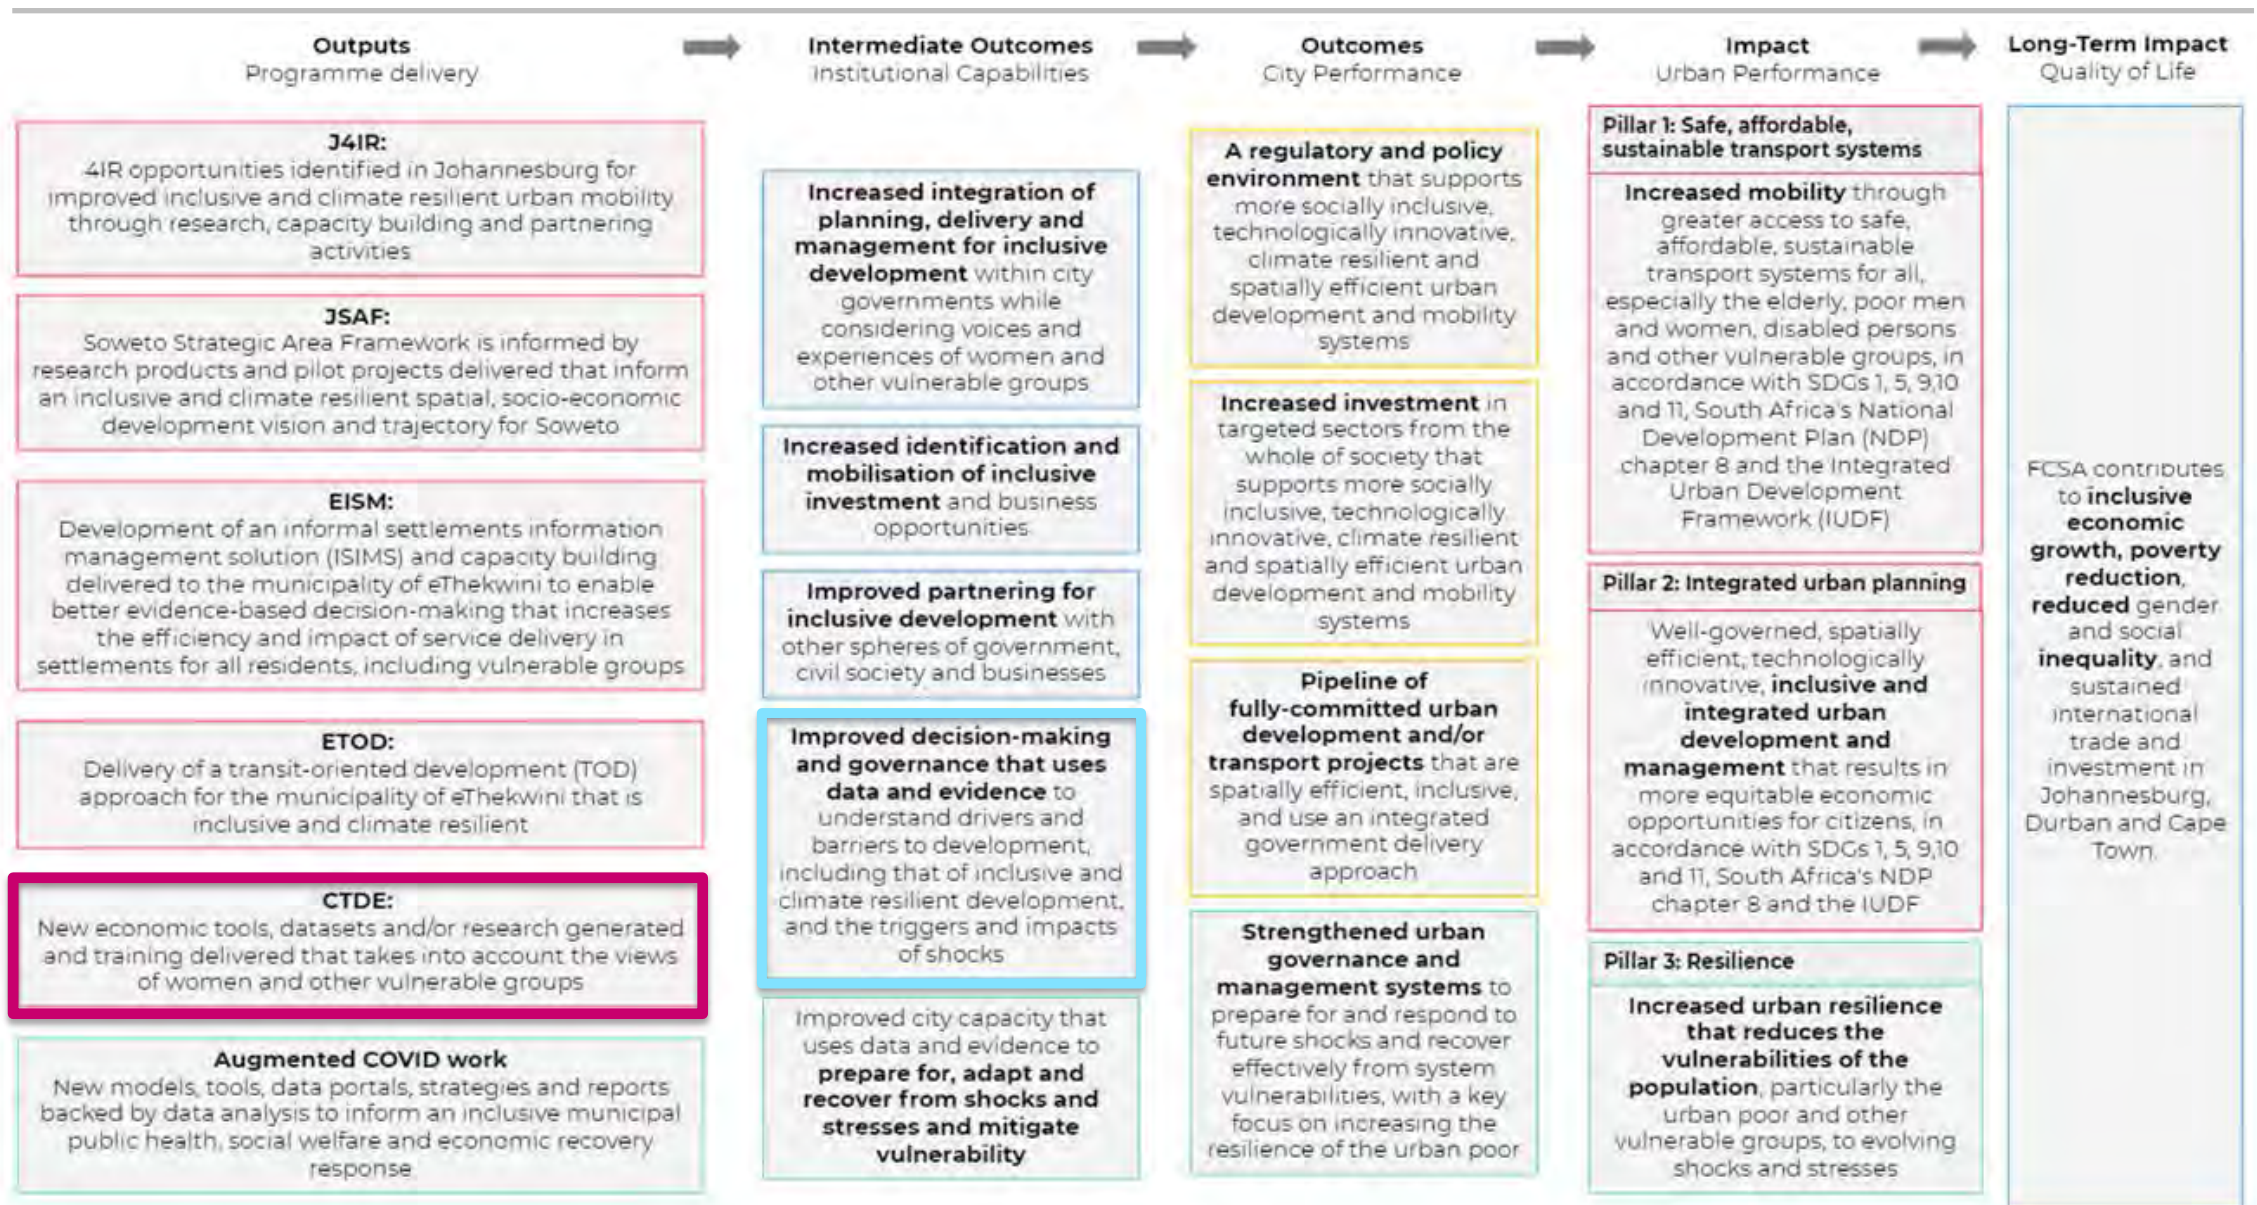 Outputs
Programme delivery
Intermediate Outcomes
Institutional Capabilities
Outcomes
City Performance
Impact
Urban Performance
Long-Term Impact
Quality of Life
J4IR:
4IR opportunities identified in Johannesburg for
improved inclusive and climate resilient urban mobility
through research, capacity building and partnering
activities
JSAF:
Soweto Strategic Area Framework is informed by
research products and pilot projects delivered that inform
an inclusive and climate resilient spatial, socio-economic
development vision and trajectory for Soweto
EISM:
Development of an informal settlements information
management solution (ISIMS) and capacity building
delivered to the municipality of eThekwini to enable
better evidence-based decision-making that increases
the efficiency and impact of service delivery in
settlements for all residents, including vulnerable groups
ETOD:
Delivery of a transit-oriented development (TOD)
approach for the municipality of eThekwini that is
inclusive and climate resilient
CTDE:
New economic tools, datasets and/or research generated
and training delivered that takes into account the views
of women and other vulnerable groups
Augmented COVID work
New models, tools, data portals, strategies and reports
backed by data analysis to inform an inclusive municipal
public health, social welfare and economic recovery
response
Increased integration of
planning, delivery and
management for inclusive
development within city
governments while
considering voices and
experiences of women and
other vulnerable groups
Increased identification and
mobilisation of inclusive
investment and business
opportunities
Improved partnering for
inclusive development with
other spheres of government,
civil society and businesses
Improved decision-making
and governance that uses
data and evidence to
understand drivers and
barriers to development,
including that of inclusive and
climate resilient development,
and the triggers and impacts
of shocks
Improved city capacity that
uses data and evidence to
prepare for, adapt and
recover from shocks and
stresses and mitigate
vulnerability
A regulatory and policy
environment that supports
more socially inclusive,
technologically innovative,
climate resilient and
spatially efficient urban
development and mobility
systems
Increased investment in
targeted sectors from the
whole of society that
supports more socially
inclusive, technologically
innovative, climate resilient
and spatially efficient urban
development and mobility
systems
Pipeline of
fully-committed urban
development and/or
transport projects that are
spatially efficient, inclusive,
and use an integrated
government delivery
approach
Strengthened urban
governance and
management systems to
prepare for and respond to
future shocks and recover
effectively from system
vulnerabilities, with a key
focus on increasing the
resilience of the urban poor
Pillar 1: Safe, affordable,
sustainable transport systems
Increased mobility through
greater access to safe,
affordable, sustainable
transport systems for all,
especially the elderly, poor men
and women, disabled persons
and other vulnerable groups, in
accordance with SDGs 1, 5, 9,10
and 11, South Africa's National
Development Plan (NDP)
chapter 8 and the Integrated
Urban Development
Framework (IUDF)
Pillar 2: Integrated urban planning
Well-governed, spatially
efficient, technologically
innovative, inclusive and
integrated urban
development and
management that results in
more equitable economic
opportunities for citizens, in
accordance with SDGs 1, 5, 9,10
and 11, South Africa's NDP
chapter 8 and the IUDF
Pillar 3: Resilience
Increased urban resilience
that reduces the
vulnerabilities of the
population, particularly the
urban poor and other
vulnerable groups, to evolving
shocks and stresses
FCSA contributes
to inclusive
economic
growth, poverty
reduction,
reduced gender
and social
inequality, and
sustained
international
trade and
investment in
Johannesburg,
Durban and Cape
Town.